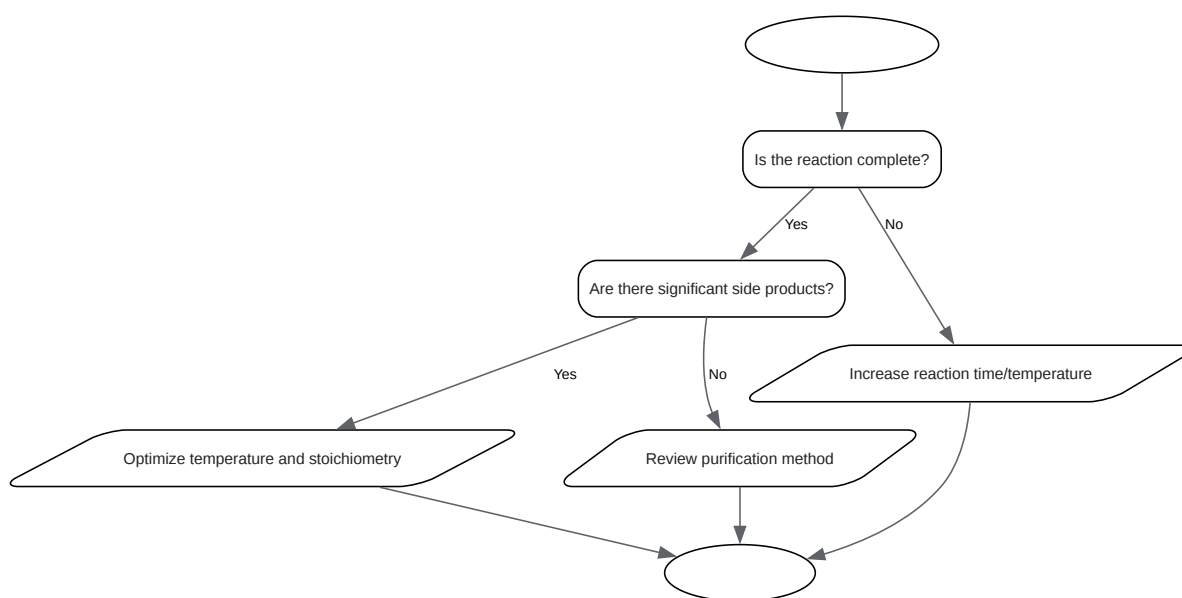 Is the reaction complete?
Yes
No
Are there significant side products?
Yes
No
Increase reaction time/temperature
Optimize temperature and stoichiometry
Review purification method